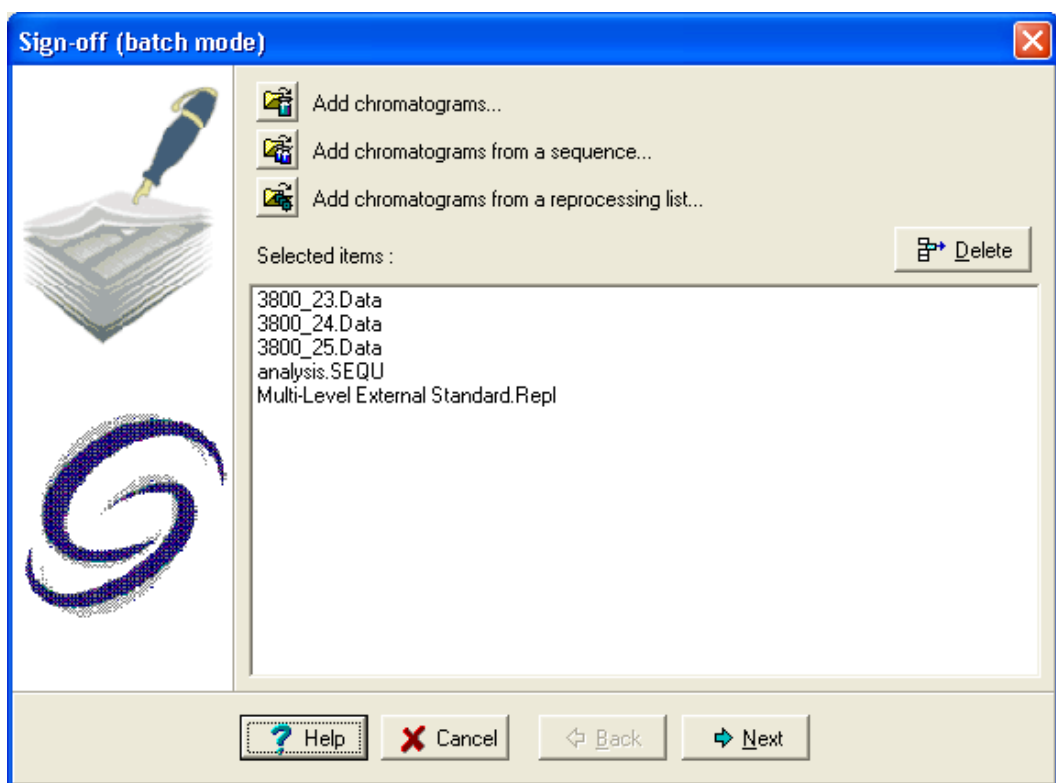 Sign-off (batch mode)
Add chromatograms...
Add chromatograms from a sequence...
Add chromatograms from a reprocessing list...
Selected items :
Delete
3800_23.Data
3800_24.Data
3800_25.Data
analysis.SEQU
Multi-Level External Standard.Repl
Help
Cancel
Back
Next